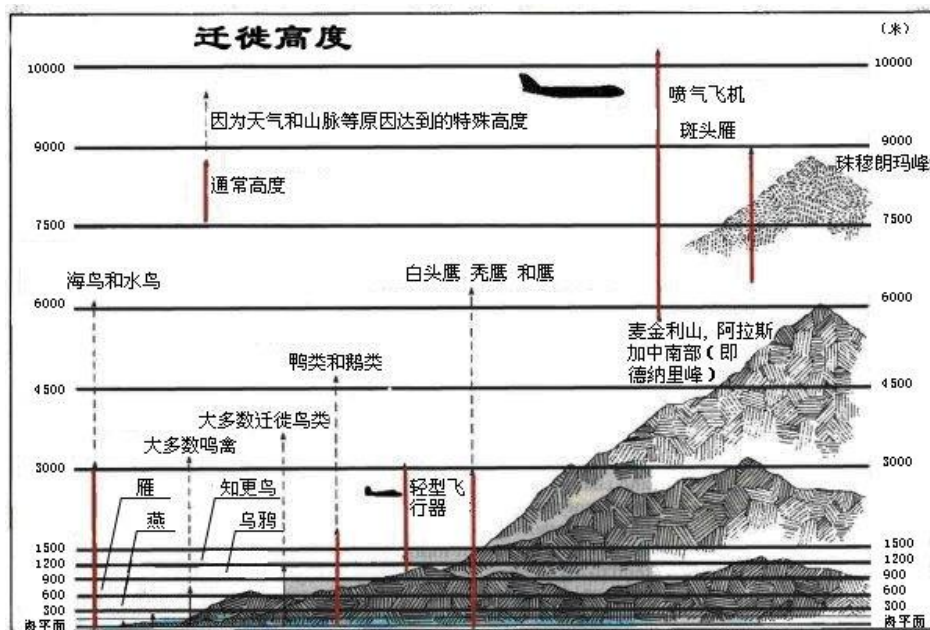 迁徙高度
(米)
10000
10000
喷气飞机
因为天气和山脉等原因达到的特殊高度
斑头雁
9000
9000
珠穆朗玛峰
通常高度
7500
7500
海鸟和水鸟
白头鹰 秃鹰 和鹰
6000
6000
麦金利山, 阿拉斯
加中南部 ( 即
德纳里峰 )
鸭类和鹅类
4500
4500
大多数迁徙鸟类
大多数鸣禽
3000
3000
雁
知更鸟
轻型飞
行器
燕
乌鸦
1500
1500
1200
1200
900
900
600
600
300
300
海平面
海平面